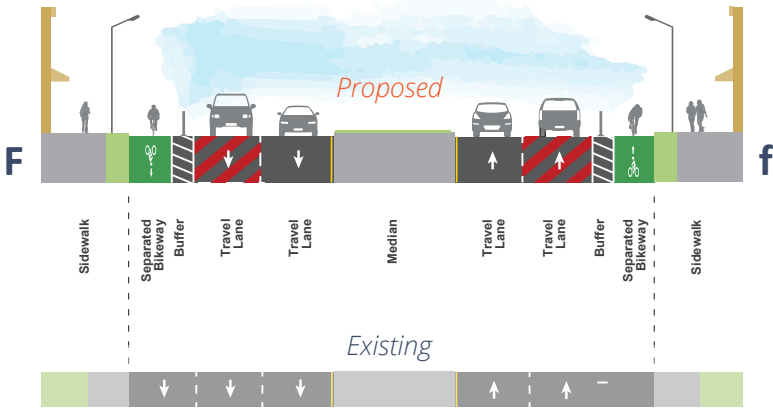 Proposed
F
f
Sidewalk
Separated
Bikeway
Buffer
Travel
Lane
Travel
Lane
Median
Travel
Lane
Travel
Lane
Buffer
Separated
Bikeway
Sidewalk
Existing